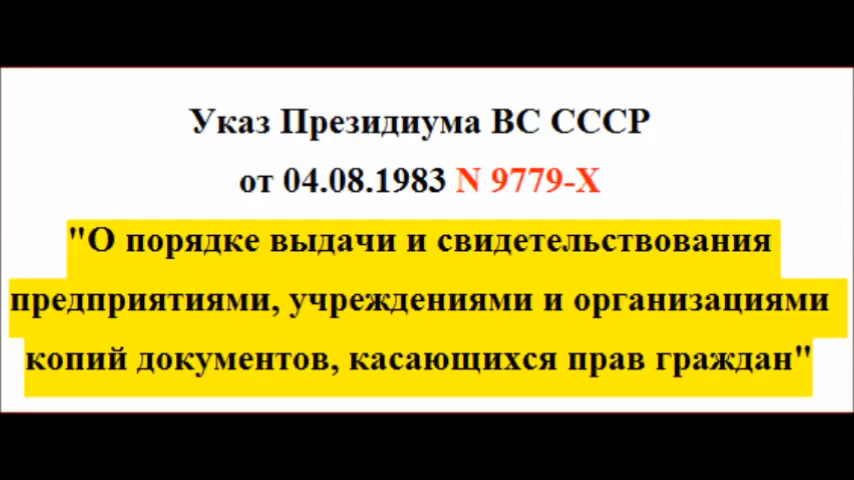 Указ Президиума ВС СССР
от 04.08.1983 N 9779-X
"О порядке выдачи и свидетельствования
предприятиями, учреждениями и организациями
копий документов, касающихся прав граждан"